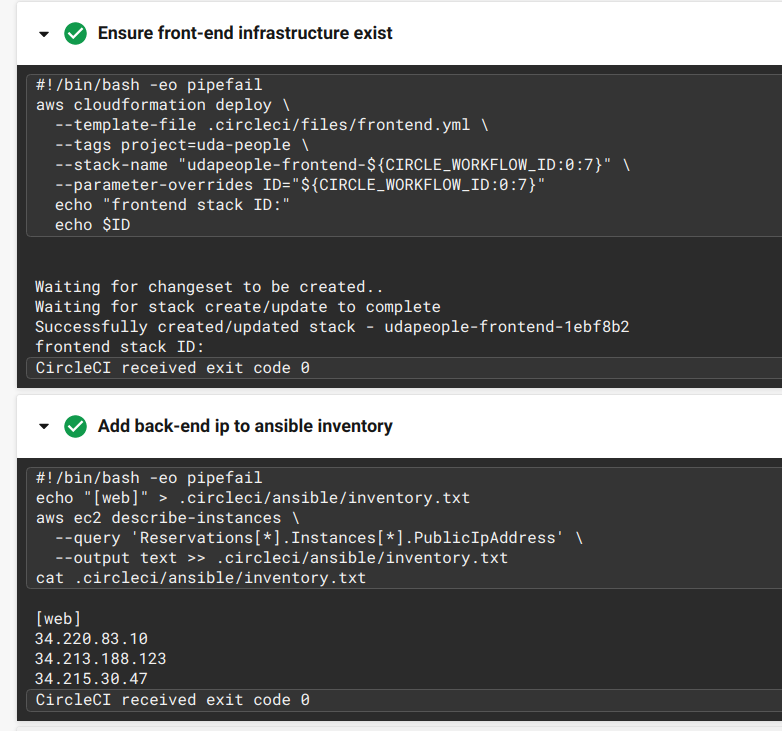 Ensure front-end infrastructure exist
#!/bin/bash -eo pipefail
aws cloudformation deploy \
  --template-file .circleci/files/frontend.yml \
  --tags project=uda-people \
  --stack-name "udapeople-frontend-${CIRCLE_WORKFLOW_ID:0:7}" \
  --parameter-overrides ID="${CIRCLE_WORKFLOW_ID:0:7}"
  echo "frontend stack ID:"
  echo $ID
Waiting for changeset to be created..
Waiting for stack create/update to complete
Successfully created/updated stack - udapeople-frontend-1ebf8b2
frontend stack ID:
CircleCI received exit code 0
Add back-end ip to ansible inventory
#!/bin/bash -eo pipefail
echo "[web]" > .circleci/ansible/inventory.txt
aws ec2 describe-instances \
  --query 'Reservations[*].Instances[*].PublicIpAddress' \
  --output text >> .circleci/ansible/inventory.txt
cat .circleci/ansible/inventory.txt
[web]
34.220.83.10
34.213.188.123
34.215.30.47
CircleCI received exit code 0